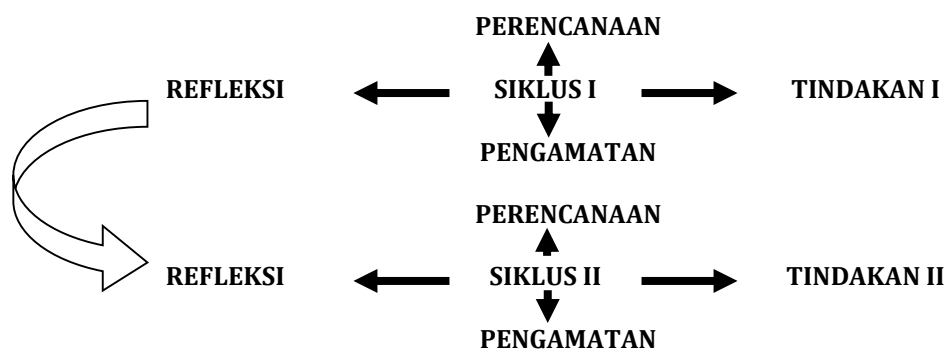 PERENCANAAN
REFLEKSI SIKLUS I TINDAKAN I
PENGAMATAN
PERENCANAAN
REFLEKSI SIKLUS II TINDAKAN II
PENGAMATAN